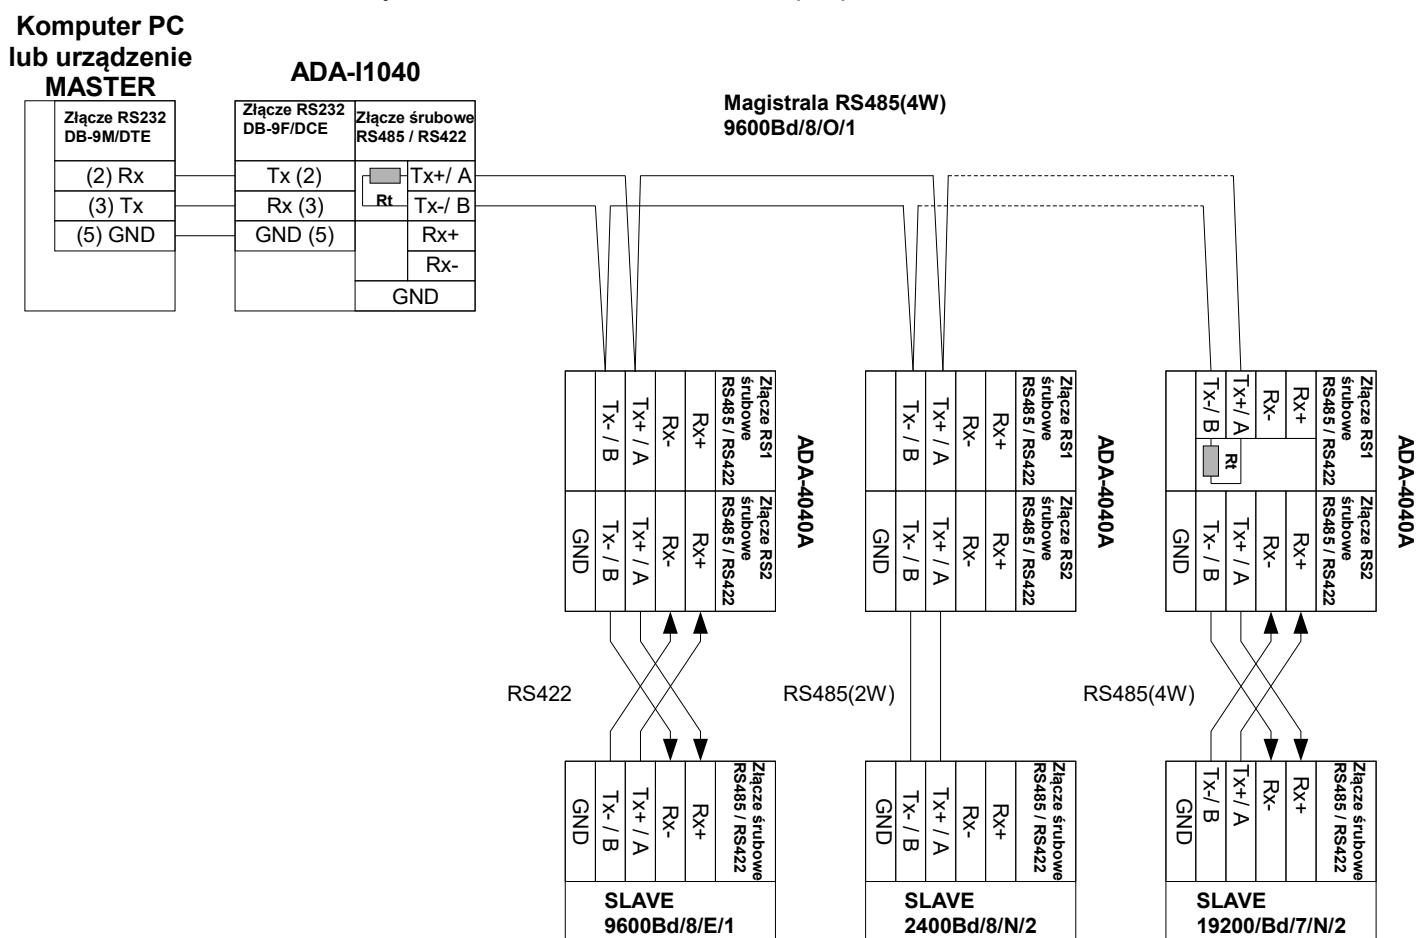 Komputer PC
lub urządzenie
MASTER
ADA-I1040
Złącze RS232
DB-9M/DTE
Złącze RS232
DB-9F/DCE
Złącze śrubowe
RS485 / RS422
(2) Rx
Tx (2)
Tx+/ A
(3) Tx
Rx (3)
Rt
Tx-/ B
(5) GND
GND (5)
Rx+
Rx-
GND
Magistrala RS485(4W)
9600Bd/8/O/1
Tx- / B
Tx+ / A
Rx-
Rx+
Złącze RS1
śrubowe
RS485 / RS422
GND
Tx- / B
Tx+ / A
Rx-
Rx+
Złącze RS2
śrubowe
RS485 / RS422
ADA-4040A
Tx- / B
Tx+ / A
Rx-
Rx+
Złącze RS1
śrubowe
RS485 / RS422
GND
Tx- / B
Tx+ / A
Rx-
Rx+
Złącze RS2
śrubowe
RS485 / RS422
ADA-4040A
Tx-/ B
Tx+/ A
Rx-
Rx+
Rt
Złącze RS1
śrubowe
RS485 / RS422
GND
Tx- / B
Tx+ / A
Rx-
Rx+
Złącze RS2
śrubowe
RS485 / RS422
ADA-4040A
RS422
RS485(2W)
RS485(4W)
GND
Tx- / B
Tx+ / A
Rx-
Rx+
Złącze śrubowe
RS485 / RS422
SLAVE
9600Bd/8/E/1
GND
Tx- / B
Tx+ / A
Rx-
Rx+
Złącze śrubowe
RS485 / RS422
SLAVE
2400Bd/8/N/2
GND
Tx-/ B
Tx+/ A
Rx-
Rx+
Złącze śrubowe
RS485 / RS422
SLAVE
19200/Bd/7/N/2